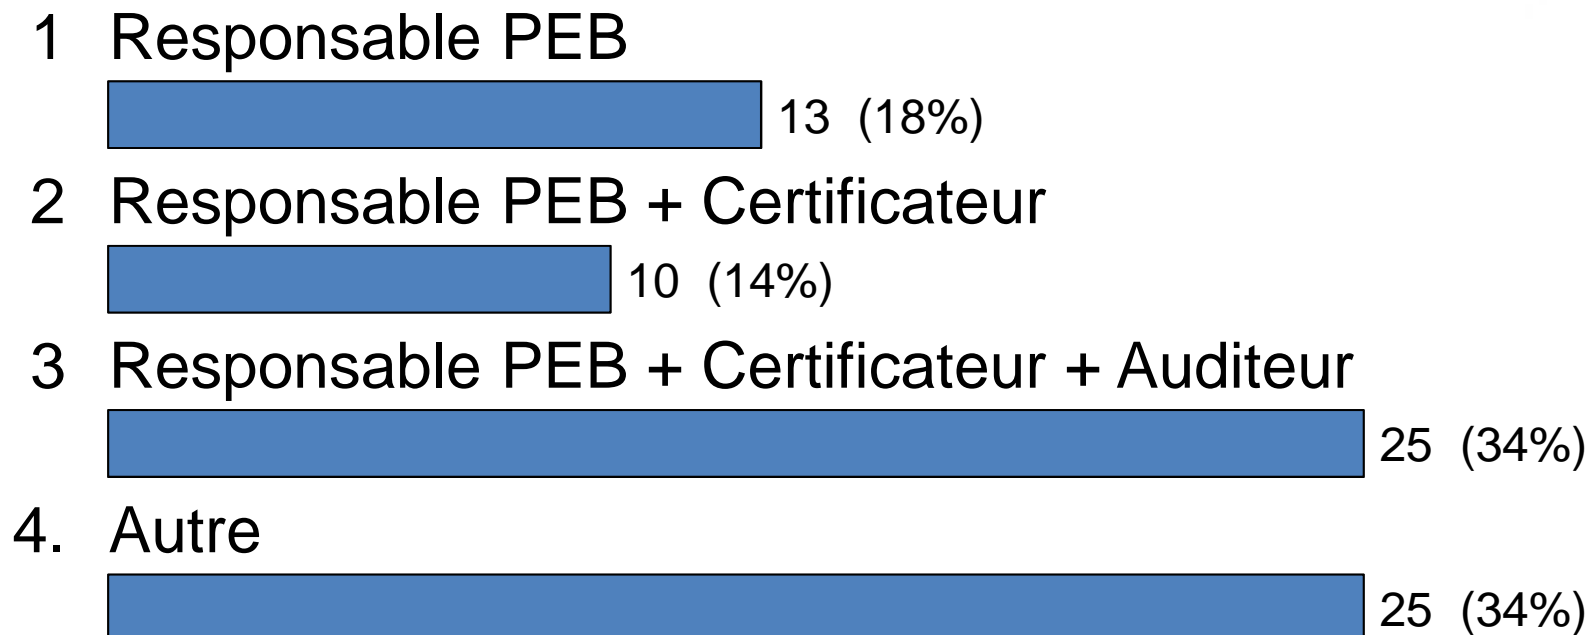 1 Responsable PEB
13 (18%)
2 Responsable PEB + Certificateur
10 (14%)
3 Responsable PEB + Certificateur + Auditeur
25 (34%)
4. Autre
25 (34%)